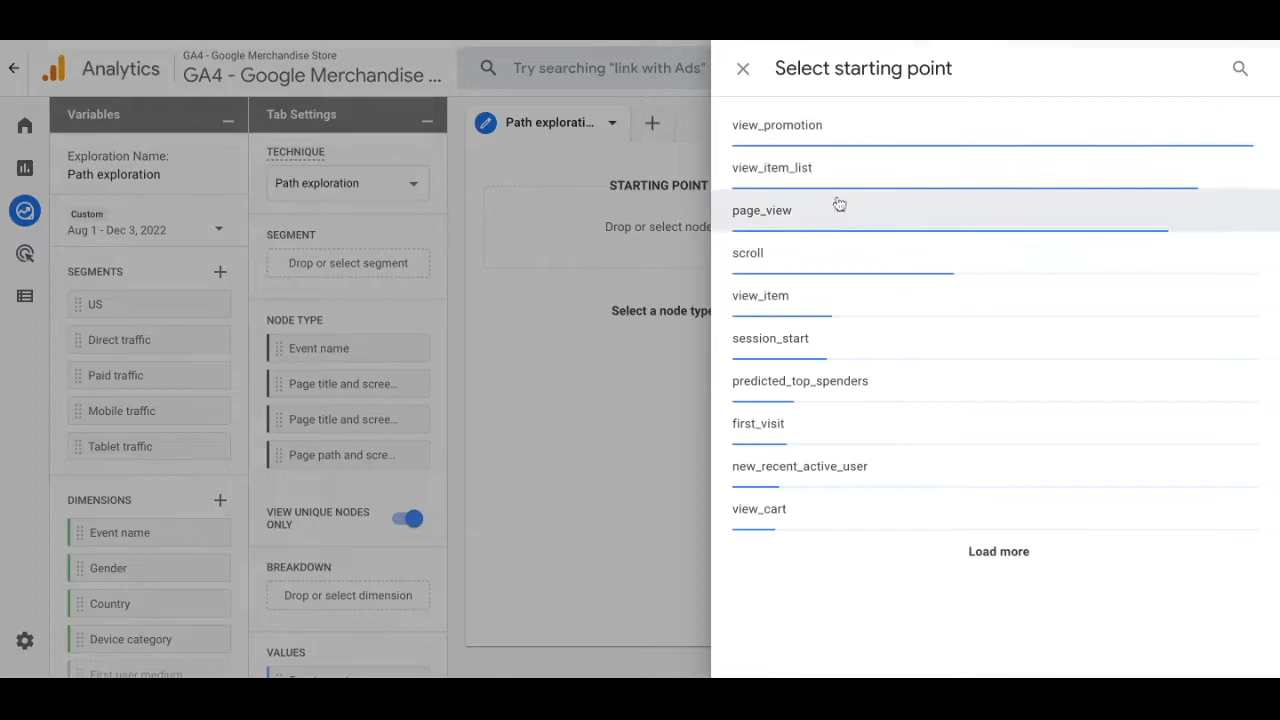 GA4 - Google Merchandise Store
Analytics
GA4 - Google Merchandise ...
Try searching "link with Ads"
Variables
Exploration Name:
Path exploration
Custom
Aug 1 - Dec 3, 2022
SEGMENTS
US
Direct traffic
Paid traffic
Mobile traffic
Tablet traffic
DIMENSIONS
Event name
Gender
Country
Device category
First user medium
Tab Settings
TECHNIQUE
Path exploration
SEGMENT
Drop or select segment
NODE TYPE
Event name
Page title and scree...
Page title and scree...
Page path and scre...
VIEW UNIQUE NODES
ONLY
BREAKDOWN
Drop or select dimension
VALUES
Path explorati...
STARTING POINT
Drop or select node
Select a node type
Select starting point
view_promotion
view_item_list
page_view
scroll
view_item
session_start
predicted_top_spenders
first_visit
new_recent_active_user
view_cart
Load more